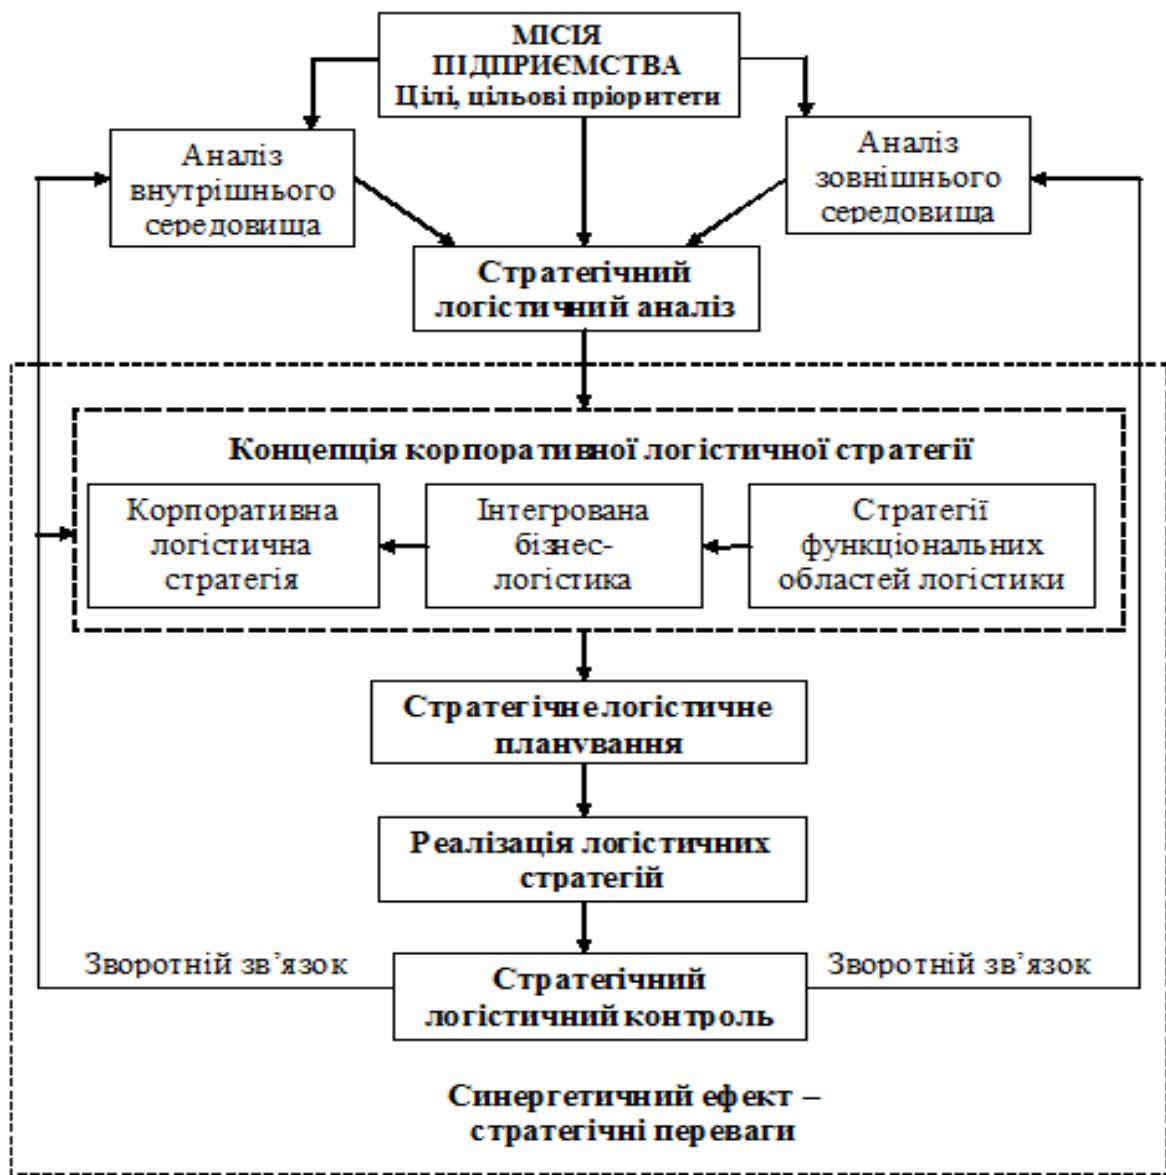 МІСІЯ
ПІДПРИЄМСТВА
Цілі, цільові пріоритети
Аналіз
внутрішнього
середовища
Аналіз
зовнішнього
середовища
Стратегічний
логістичний аналіз
Концепція корпоративної логістичної стратегії
Корпоративна
логістична
стратегія
Інтегрована
бізнес-
логістика
Стратегії
функціональних
областей логістики
Стратегічне логістичне
планування
Реалізація логістичних
стратегій
Зворотній зв’язок
Стратегічний
логістичний контроль
Зворотній зв’язок
Синергетичний ефект –
стратегічні переваги